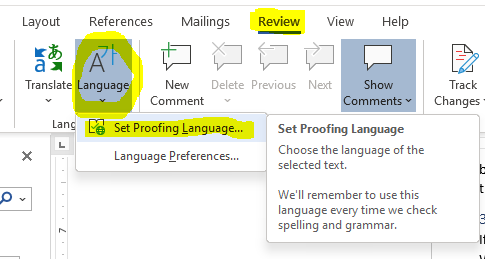 Layout References Mailings Review View Developer
Translate Language New Comment Delete Previous Next Show Comments Track Changes
Set Proofing Language...
Language Preferences...
Set Proofing Language
Choose the language of the
selected text.
We'll remember to use this
language every time we check
spelling and grammar.
7